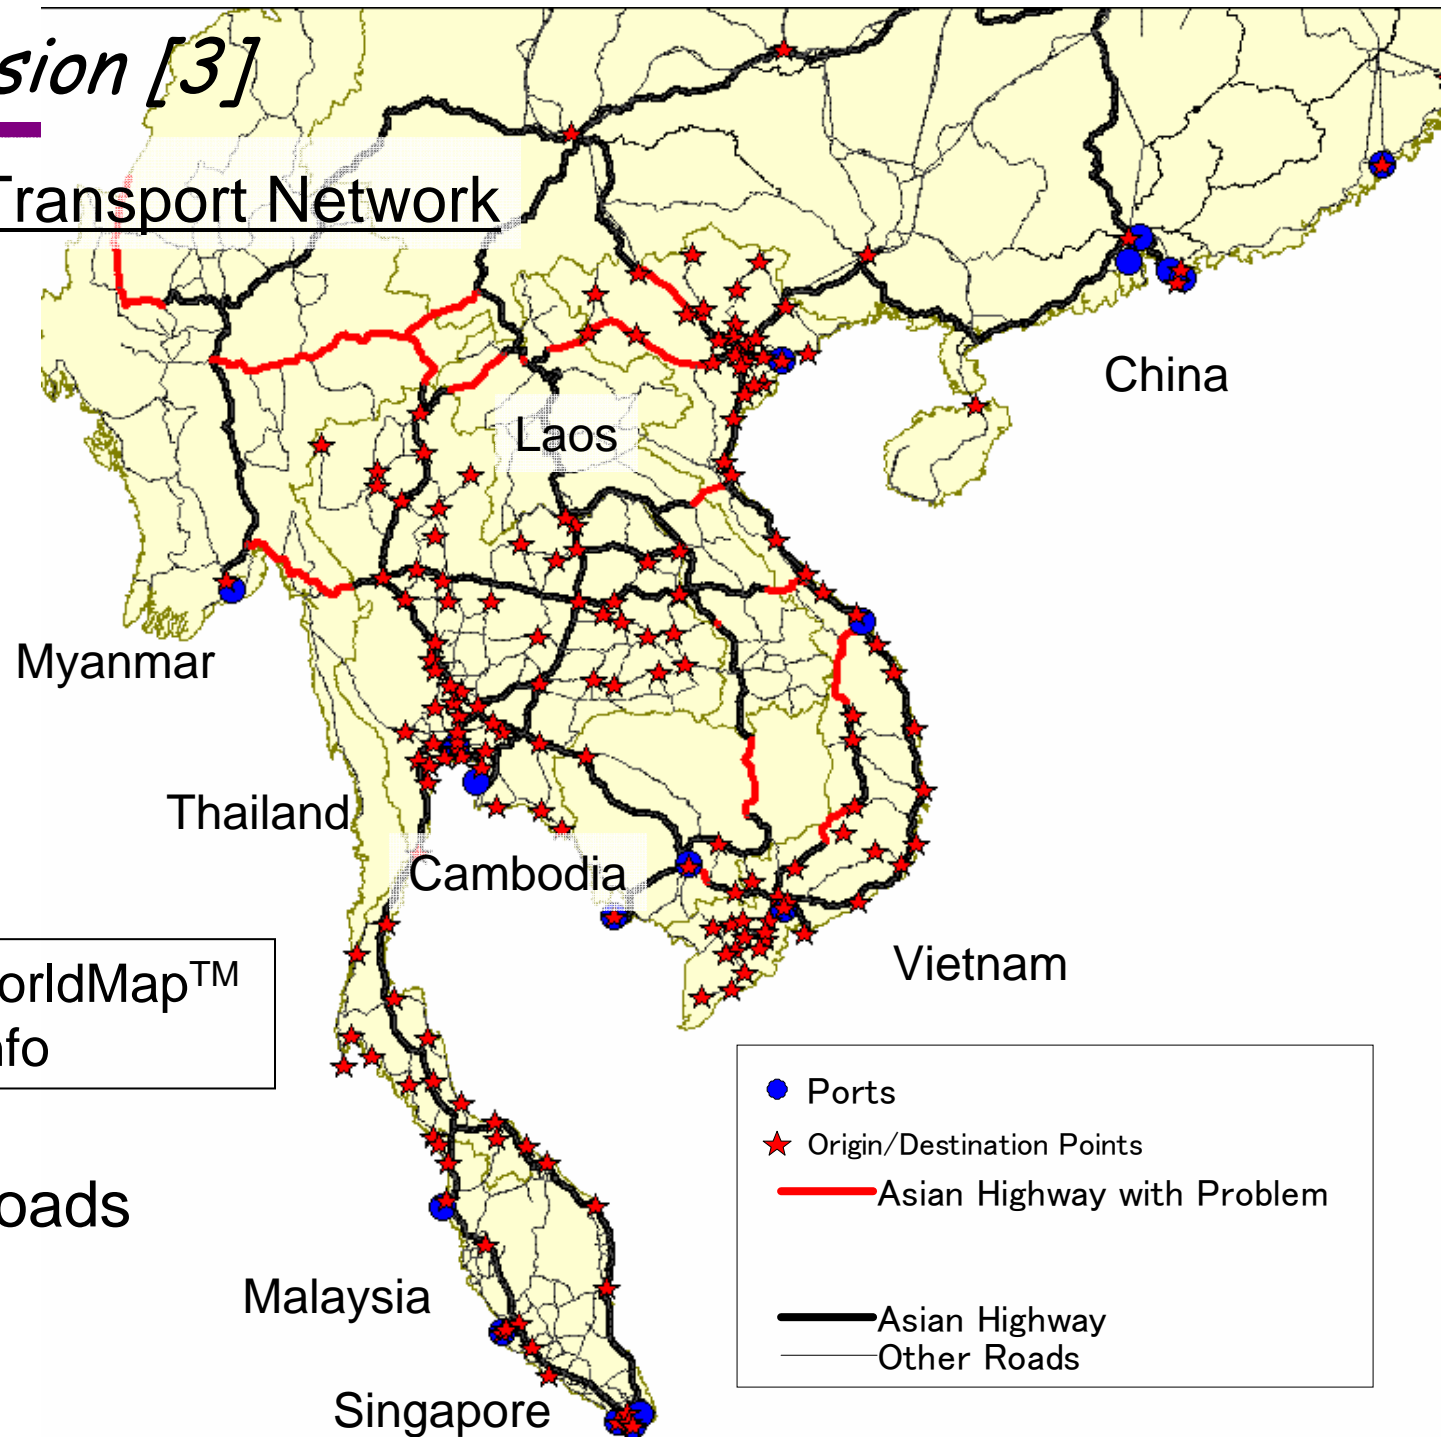 sion [3]
Transport Network
China
Laos
Myanmar
Thailand
Cambodia
Vietnam
orldMap™
nfo
Ports
Origin/Destination Points
Asian Highway with Problem
oads
Malaysia
Asian Highway
Other Roads
Singapore